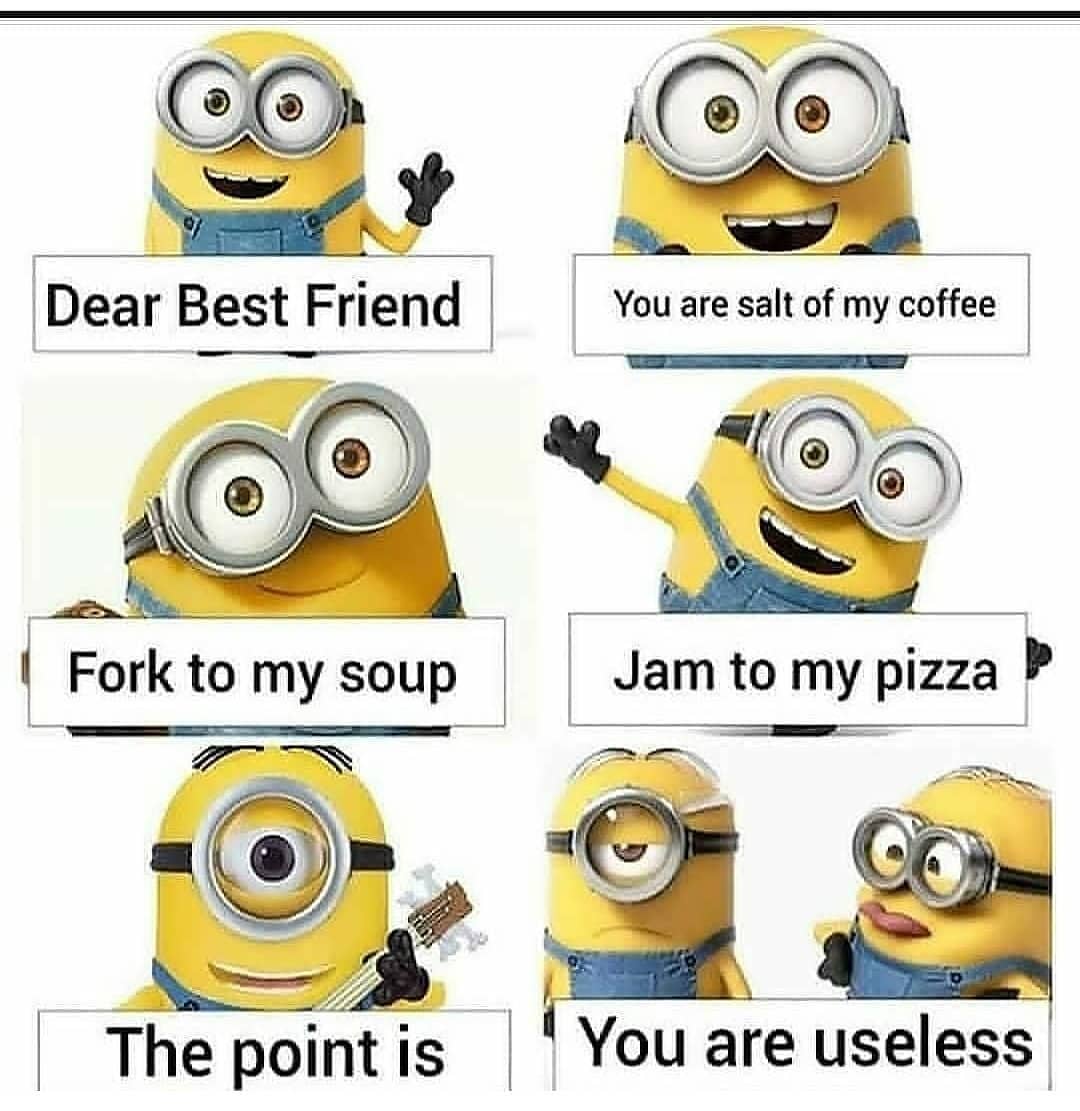 Dear Best Friend
You are salt of my coffee
Fork to my soup
Jam to my pizza
The point is
You are useless